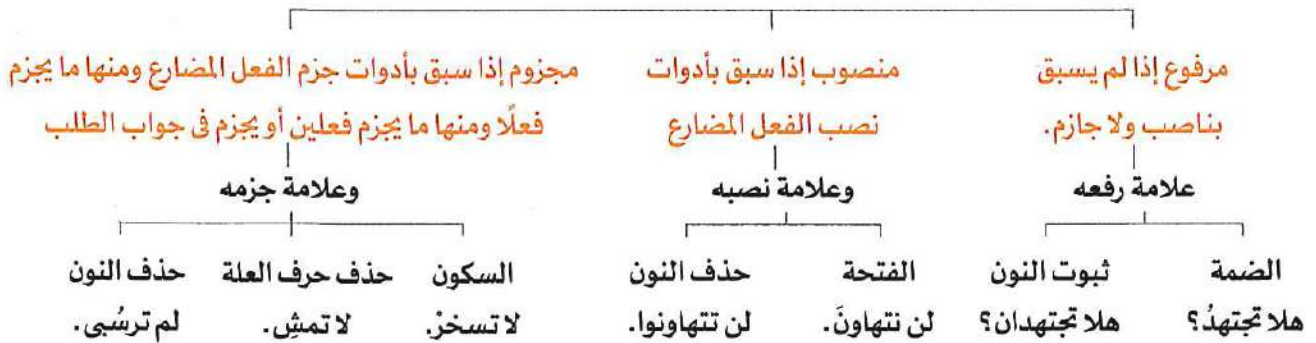 مرفوع إذا لم يسبق
بناصب ولا جازم.
علامة رفعه
الضمة
هلا تجتهدُ؟
ثبوت النون
هلا تجتهدان؟
منصوب إذا سبق بأدوات
نصب الفعل المضارع
وعلامة نصبه
الفتحة
لن نتهاونَ.
حذف النون
لن تتهاونوا.
مجزوم إذا سبق بأدوات جزم الفعل المضارع ومنها ما يجزم
فعلًا ومنها ما يجزم فعلين أو يجزم فى جواب الطلب
وعلامة جزمه
السكون
لا تسخرْ.
حذف حرف العلة
لا تمشِ.
حذف النون
لم ترسُبى.